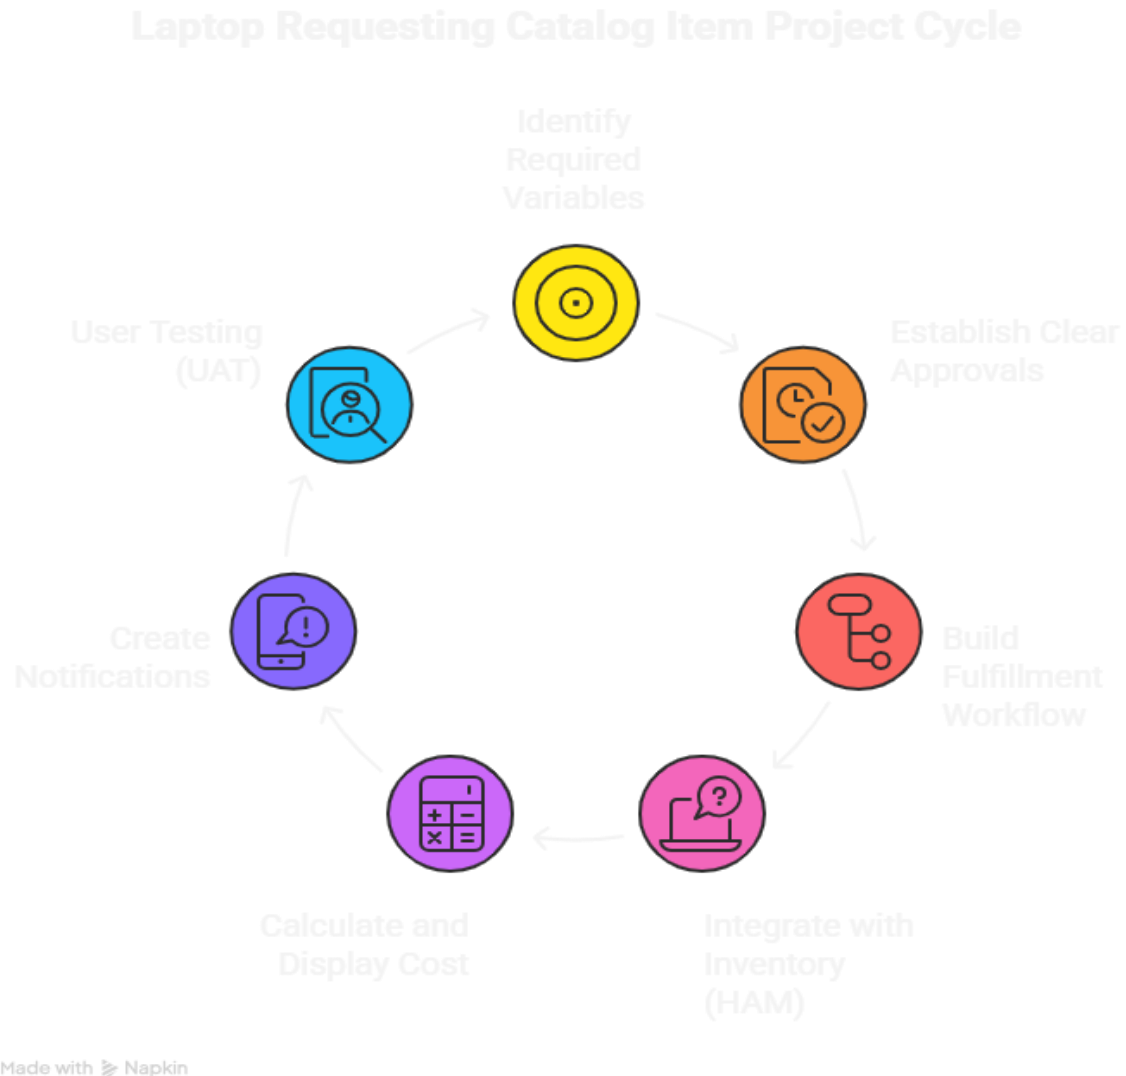 Laptop Requesting Catalog Item Project Cycle
Identify
Required
Variables
Establish Clear
Approvals
Build
Fulfillment
Workflow
Integrate with
Inventory
(HAM)
Calculate and
Display Cost
Create
Notifications
User Testing
(UAT)
Made with Napkin